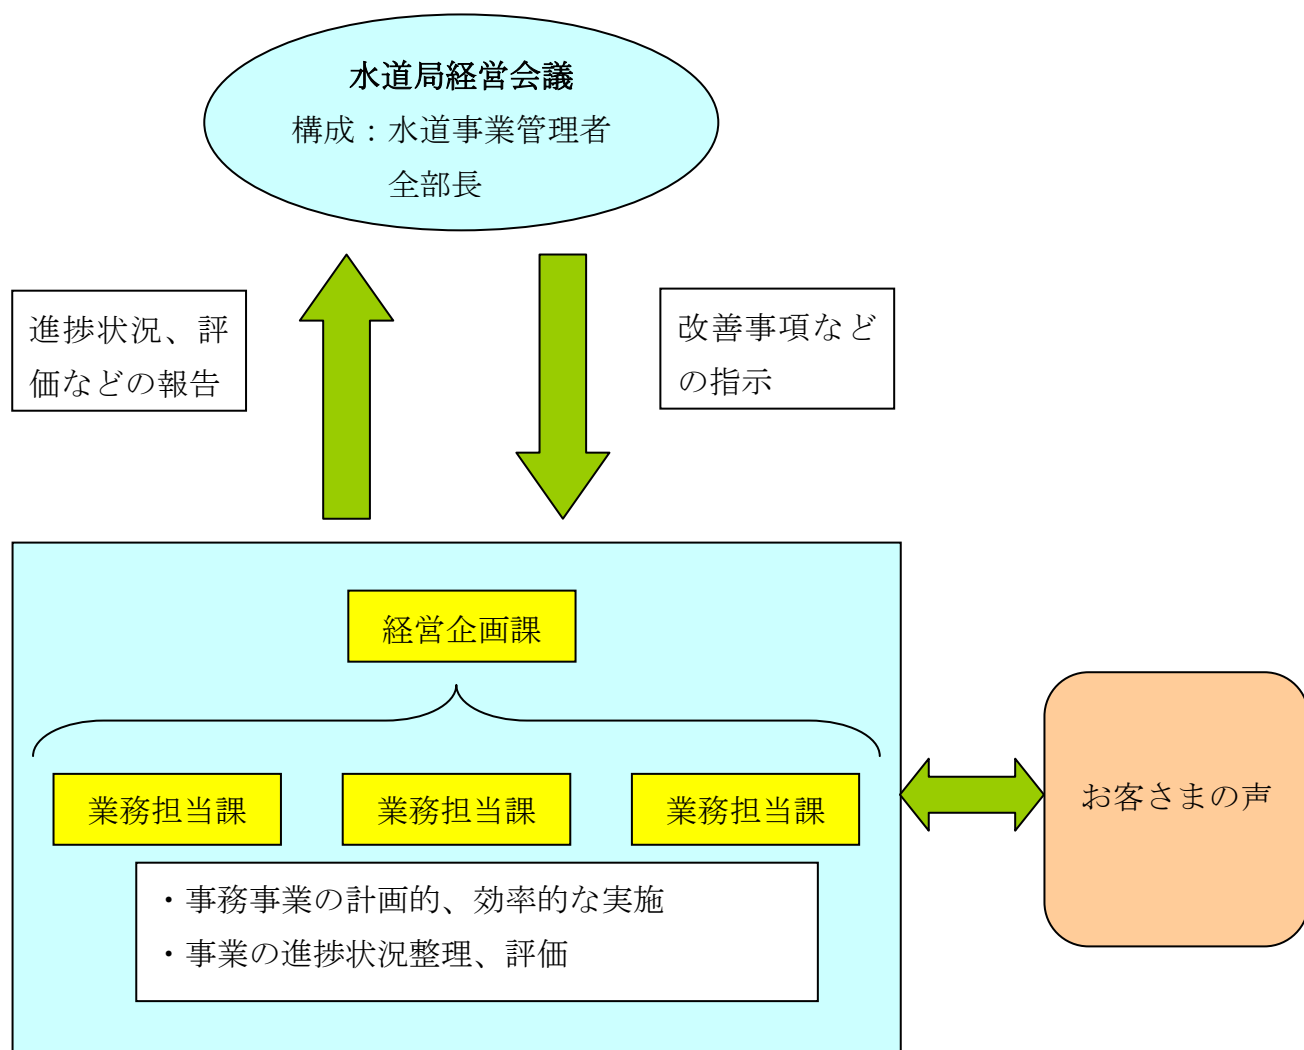 水道局経営会議
構成：水道事業管理者
全部長
進捗状況、評
価などの報告
改善事項など
の指示
経営企画課
業務担当課
業務担当課
業務担当課
・事務事業の計画的、効率的な実施
・事業の進捗状況整理、評価
お客さまの声